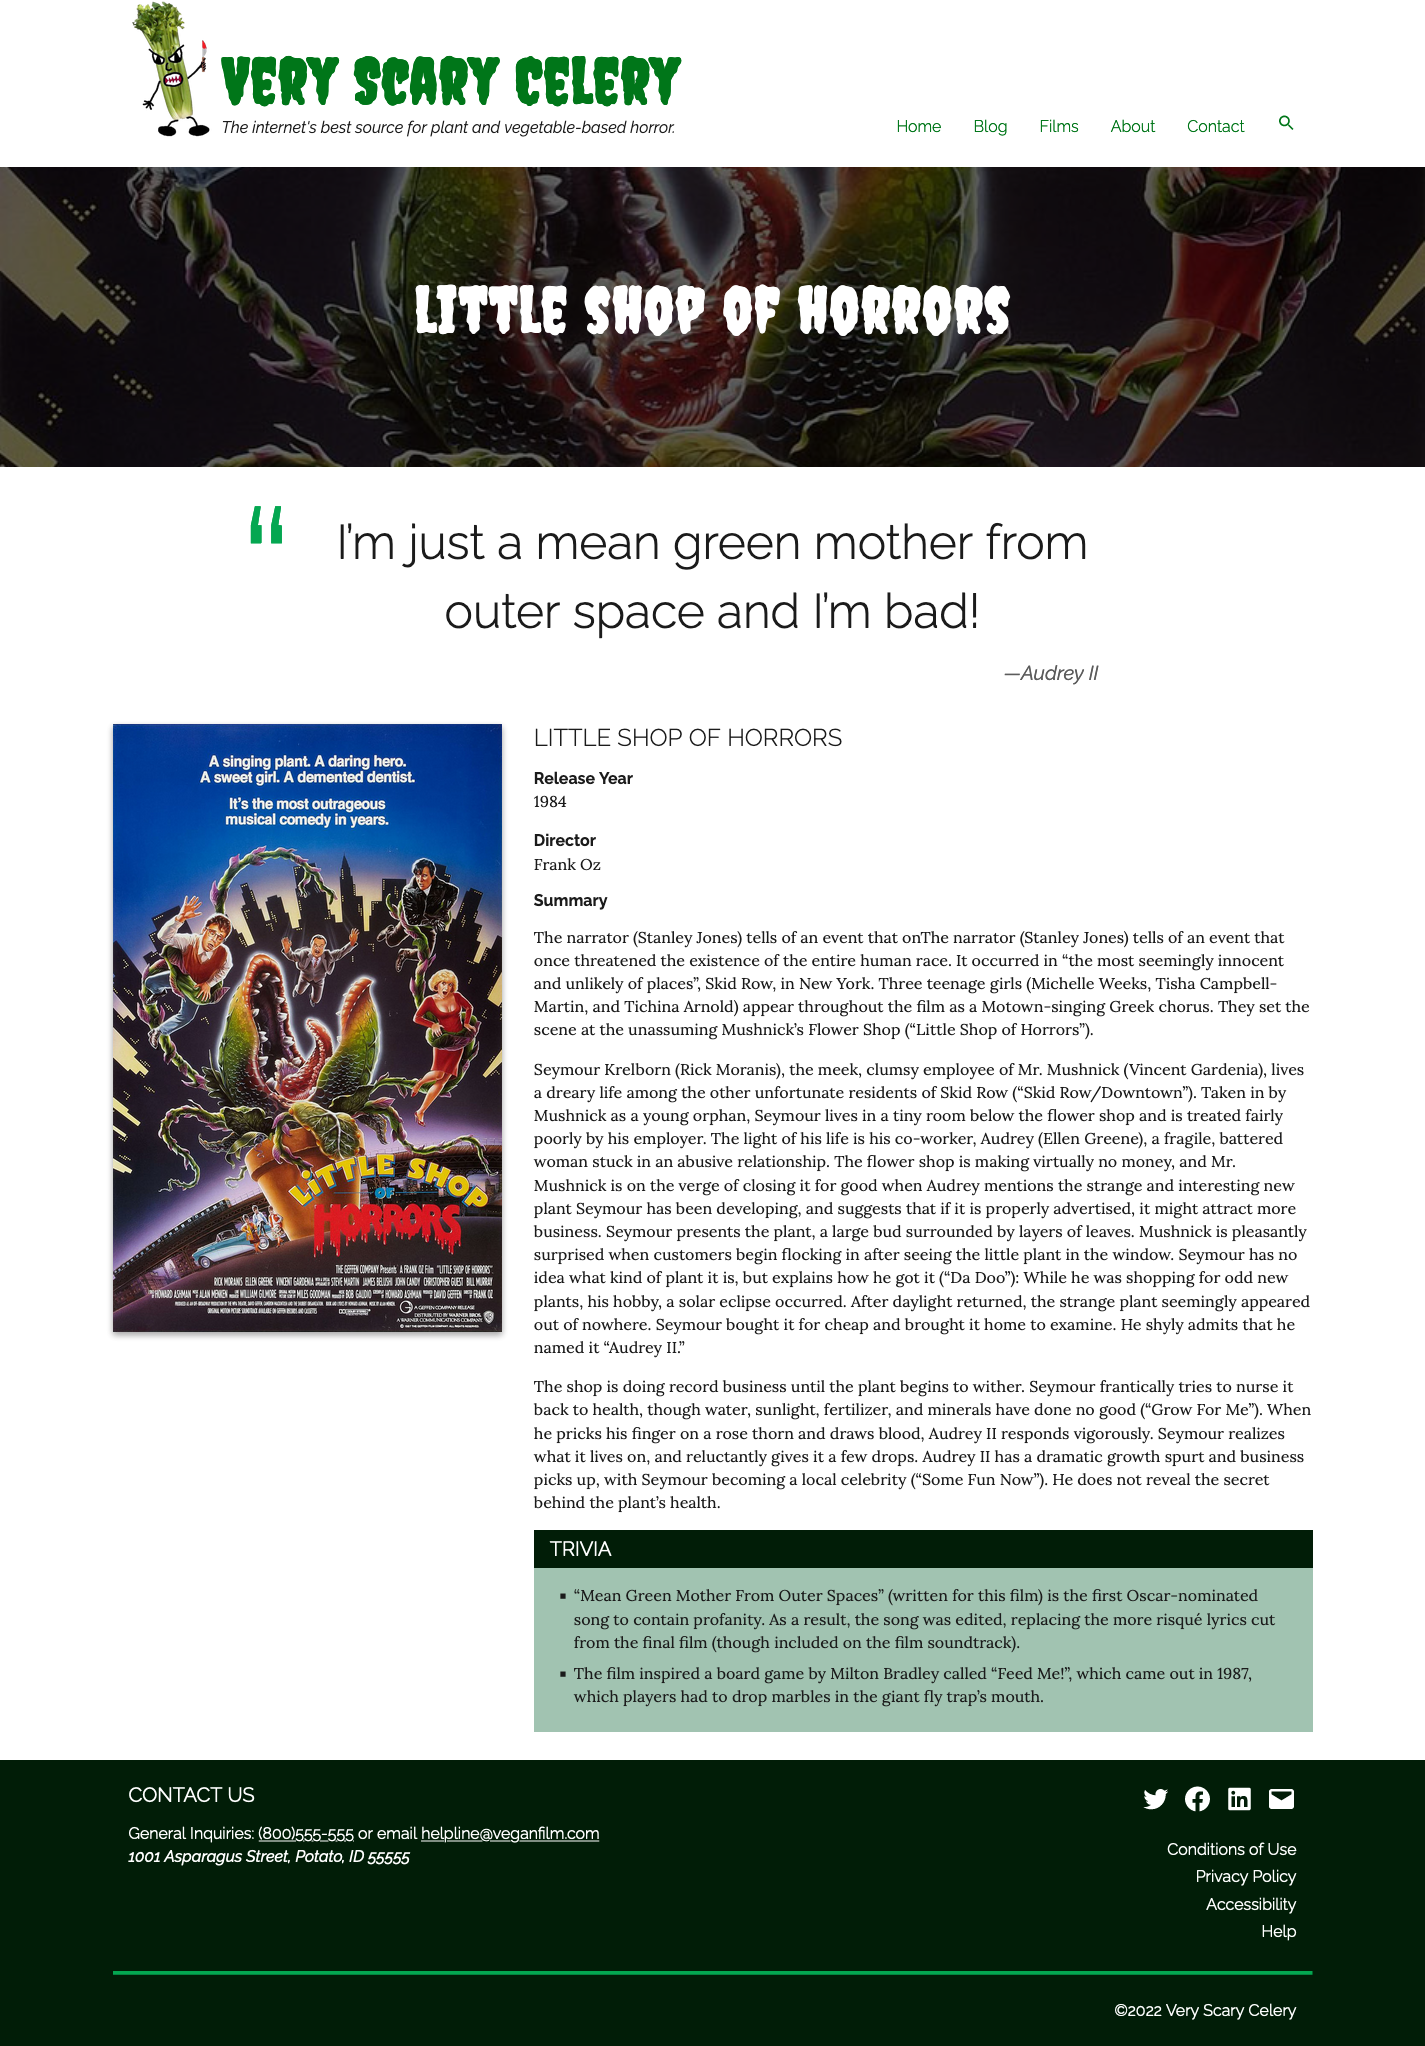 VERY SCARY CELERY
The internet's best source for plant and vegetable-based horror.
Home Blog Films About Contact
LITTLE SHOP OF HORRORS
“ I’m just a mean green mother from
outer space and I’m bad!
—Audrey II
A singing plant. A daring hero.
A sweet girl. A demented dentist.
It's the most outrageous
musical comedy in years.
LITTLE SHOP
OF
HORRORS
THE GEFFEN COMPANY Presents A FRANK OZ Film "LITTLE SHOP OF HORRORS"
RICK MORANIS ELLEN GREENE VINCENT GARDENIA STEVE MARTIN JAMES BELUSHI JOHN CANDY CHRISTOPHER GUEST BILL MURRAY
HOWARD ASHMAN ALAN MENKEN WILLIAM GILMORE MILES GOODMAN BOB GAUDIO HOWARD ASHMAN DAVID GEFFEN FRANK OZ
A GEFFEN COMPANY RELEASE
DISTRIBUTED BY WARNER BROS.
A WARNER COMMUNICATIONS COMPANY
LITTLE SHOP OF HORRORS
Release Year
1984
Director
Frank Oz
Summary
The narrator (Stanley Jones) tells of an event that onThe narrator (Stanley Jones) tells of an event that
once threatened the existence of the entire human race. It occurred in “the most seemingly innocent
and unlikely of places”, Skid Row, in New York. Three teenage girls (Michelle Weeks, Tisha Campbell-
Martin, and Tichina Arnold) appear throughout the film as a Motown-singing Greek chorus. They set the
scene at the unassuming Mushnick’s Flower Shop (“Little Shop of Horrors”).
Seymour Krelborn (Rick Moranis), the meek, clumsy employee of Mr. Mushnick (Vincent Gardenia), lives
a dreary life among the other unfortunate residents of Skid Row (“Skid Row/Downtown”). Taken in by
Mushnick as a young orphan, Seymour lives in a tiny room below the flower shop and is treated fairly
poorly by his employer. The light of his life is his co-worker, Audrey (Ellen Greene), a fragile, battered
woman stuck in an abusive relationship. The flower shop is making virtually no money, and Mr.
Mushnick is on the verge of closing it for good when Audrey mentions the strange and interesting new
plant Seymour has been developing, and suggests that if it is properly advertised, it might attract more
business. Seymour presents the plant, a large bud surrounded by layers of leaves. Mushnick is pleasantly
surprised when customers begin flocking in after seeing the little plant in the window. Seymour has no
idea what kind of plant it is, but explains how he got it (“Da Doo”): While he was shopping for odd new
plants, his hobby, a solar eclipse occurred. After daylight returned, the strange plant seemingly appeared
out of nowhere. Seymour bought it for cheap and brought it home to examine. He shyly admits that he
named it “Audrey II.”
The shop is doing record business until the plant begins to wither. Seymour frantically tries to nurse it
back to health, though water, sunlight, fertilizer, and minerals have done no good (“Grow For Me”). When
he pricks his finger on a rose thorn and draws blood, Audrey II responds vigorously. Seymour realizes
what it lives on, and reluctantly gives it a few drops. Audrey II has a dramatic growth spurt and business
picks up, with Seymour becoming a local celebrity (“Some Fun Now”). He does not reveal the secret
behind the plant’s health.
TRIVIA
▪ “Mean Green Mother From Outer Spaces” (written for this film) is the first Oscar-nominated
song to contain profanity. As a result, the song was edited, replacing the more risqué lyrics cut
from the final film (though included on the film soundtrack).
▪ The film inspired a board game by Milton Bradley called “Feed Me!”, which came out in 1987,
which players had to drop marbles in the giant fly trap’s mouth.
CONTACT US
General Inquiries: (800)555-555 or email helpline@veganfilm.com
1001 Asparagus Street, Potato, ID 55555
Conditions of Use
Privacy Policy
Accessibility
Help
©2022 Very Scary Celery